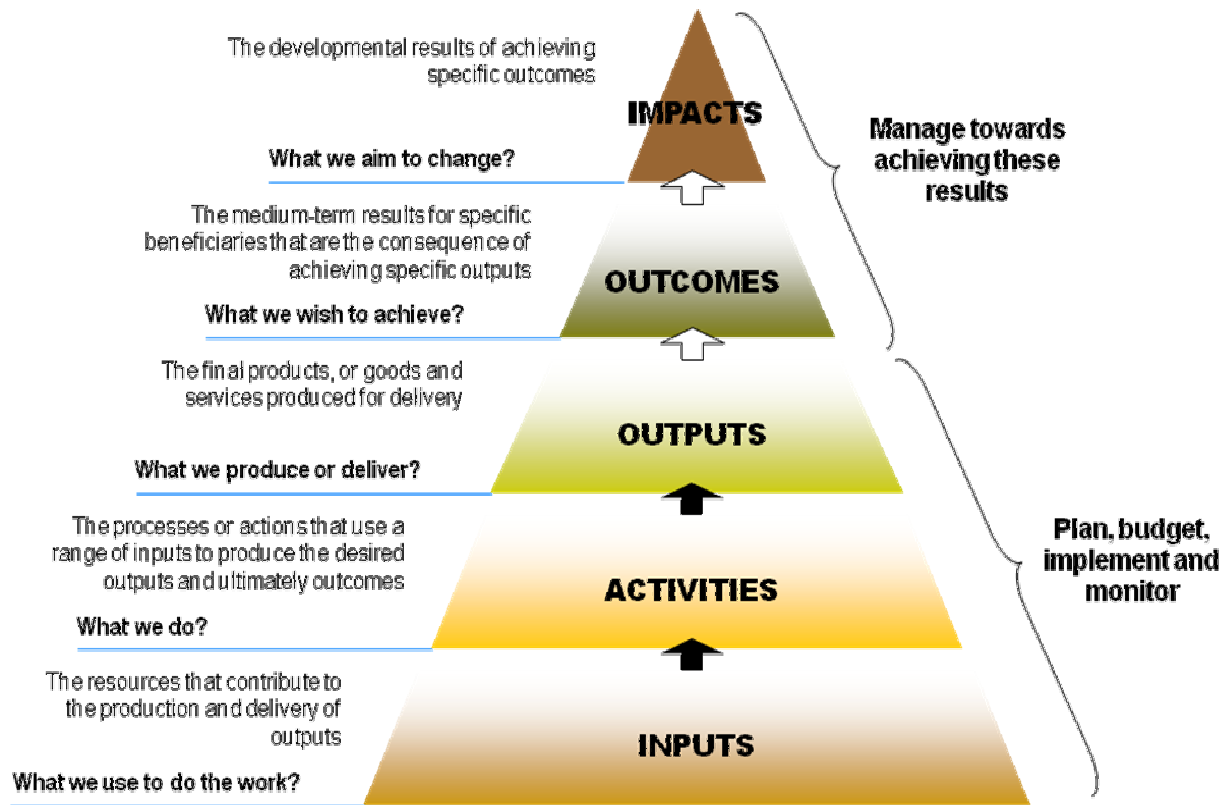 The developmental results of achieving
specific outcomes
IMPACTS
What we aim to change?
Manage towards
achieving these
results
The medium-term results for specific
beneficiaries that are the consequence of
achieving specific outputs
OUTCOMES
What we wish to achieve?
The final products, or goods and
services produced for delivery
OUTPUTS
What we produce or deliver?
The processes or actions that use a
range of inputs to produce the desired
outputs and ultimately outcomes
ACTIVITIES
What we do?
Plan, budget,
implement and
monitor
The resources that contribute to
the production and delivery of
outputs
INPUTS
What we use to do the work?